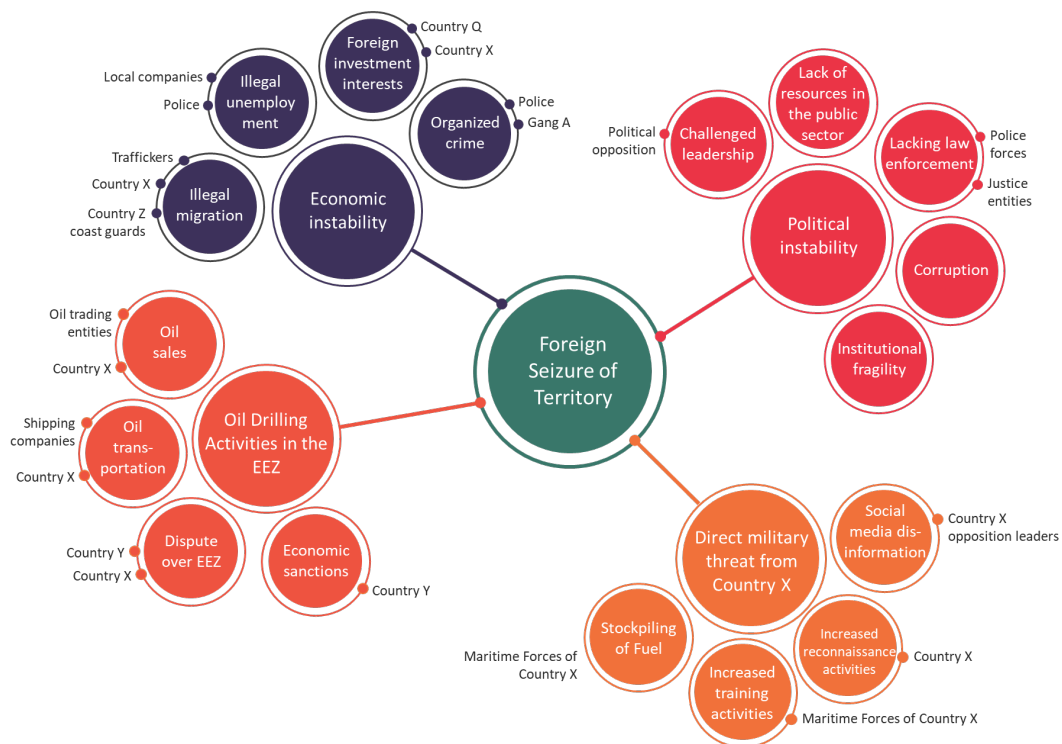 Country Q
Country X
Foreign
investment
interests
Local companies
Police
Illegal
unemploy
ment
Police
Gang A
Organized
crime
Traffickers
Country X
Country Z
coast guards
Illegal
migration
Economic
instability
Lack of
resources in
the public
sector
Political
opposition
Challenged
leadership
Lacking law
enforcement
Police
forces
Justice
entities
Political
instability
Corruption
Institutional
fragility
Foreign
Seizure of
Territory
Oil trading
entities
Country X
Oil
sales
Shipping
companies
Country X
Oil
trans-
portation
Oil Drilling
Activities in the
EEZ
Country Y
Country X
Dispute
over EEZ
Economic
sanctions
Country Y
Direct military
threat from
Country X
Social
media dis-
information
Country X
opposition leaders
Stockpiling
of Fuel
Maritime Forces of
Country X
Increased
training
activities
Maritime Forces of Country X
Increased
reconnaissance
activities
Country X